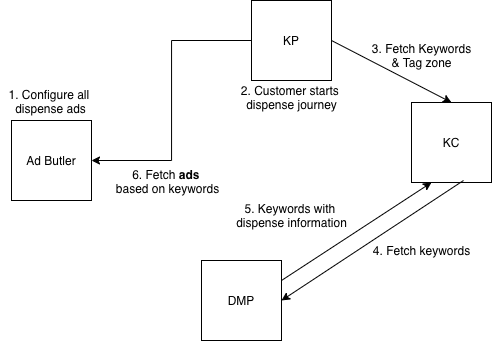 KP
3. Fetch Keywords
& Tag zone
2. Customer starts
dispense journey
1. Configure all
dispense ads
Ad Butler
KC
6. Fetch ads
based on keywords
5. Keywords with
dispense information
4. Fetch keywords
DMP